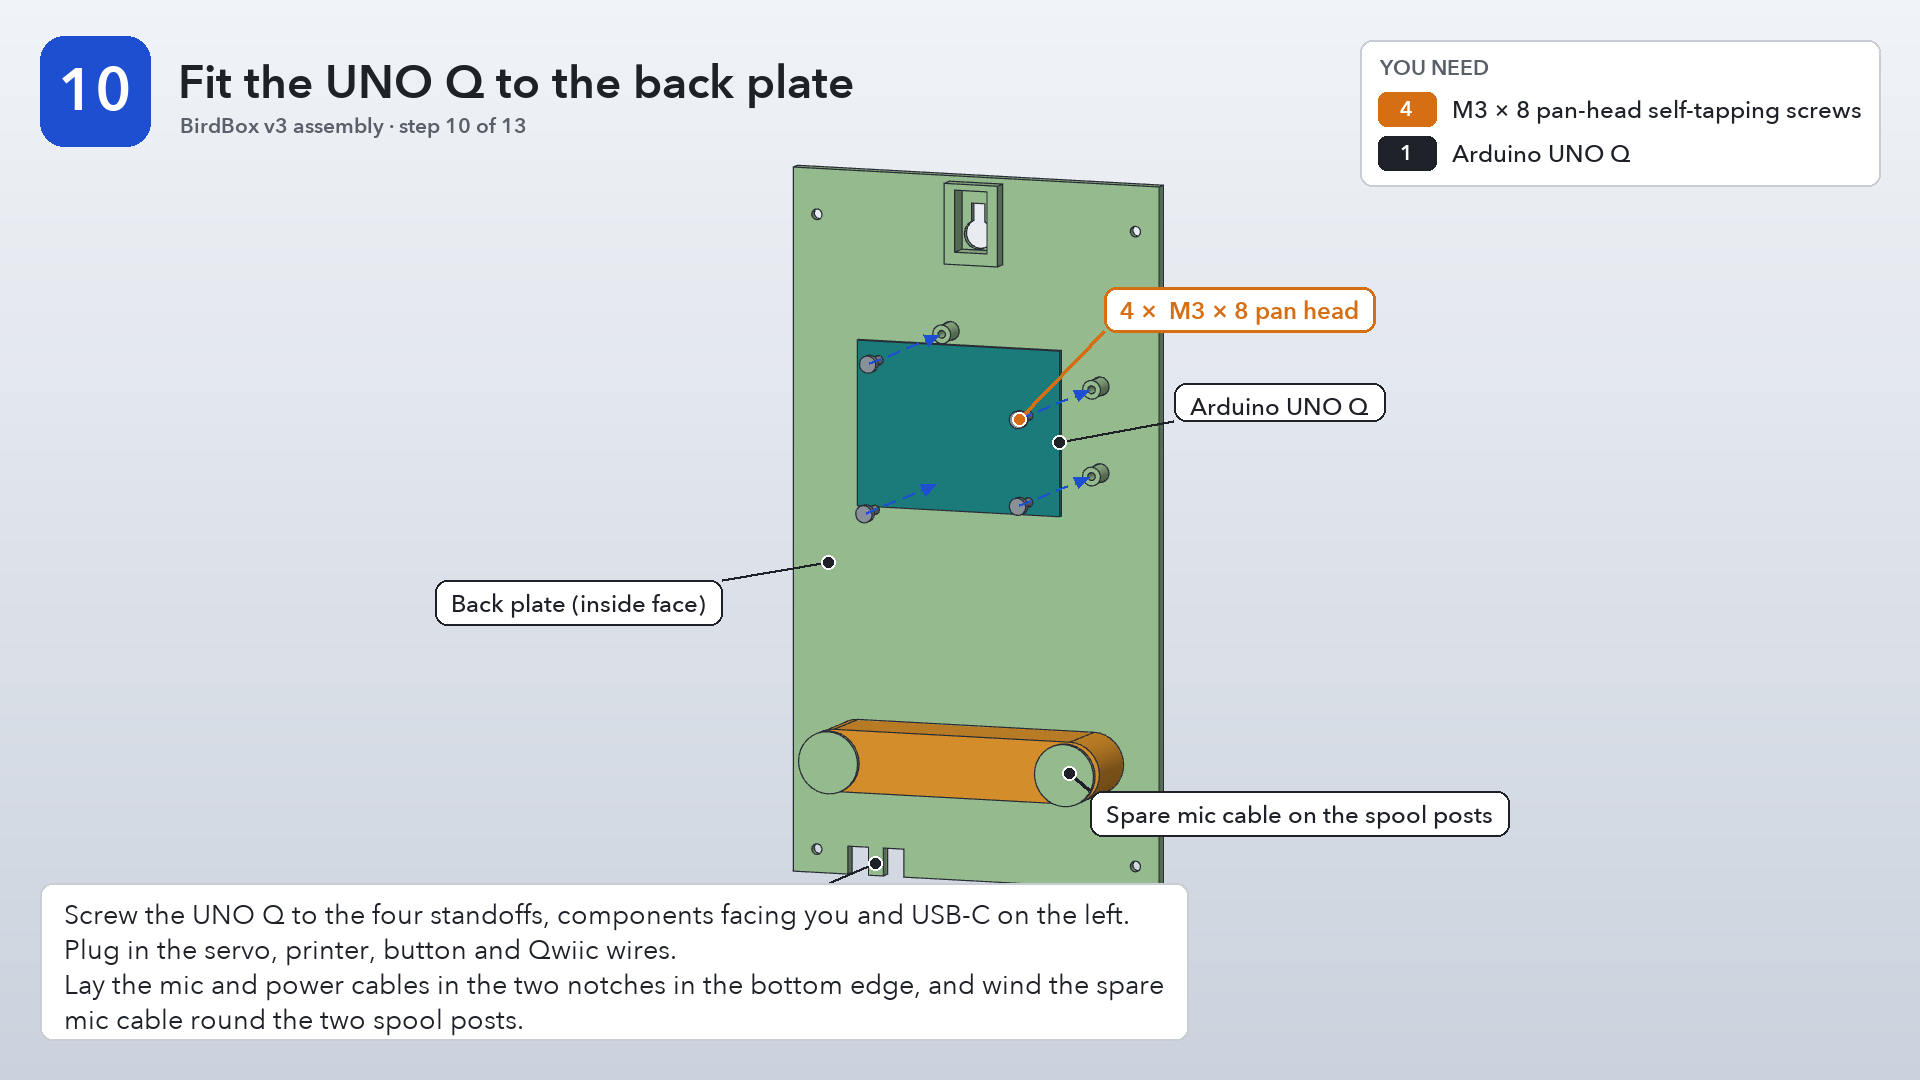 10
Fit the UNO Q to the back plate
BirdBox v3 assembly · step 10 of 13
YOU NEED
4 M3 × 8 pan-head self-tapping screws
1 Arduino UNO Q
4 × M3 × 8 pan head
Arduino UNO Q
Back plate (inside face)
Spare mic cable on the spool posts
Screw the UNO Q to the four standoffs, components facing you and USB-C on the left.
Plug in the servo, printer, button and Qwiic wires.
Lay the mic and power cables in the two notches in the bottom edge, and wind the spare
mic cable round the two spool posts.